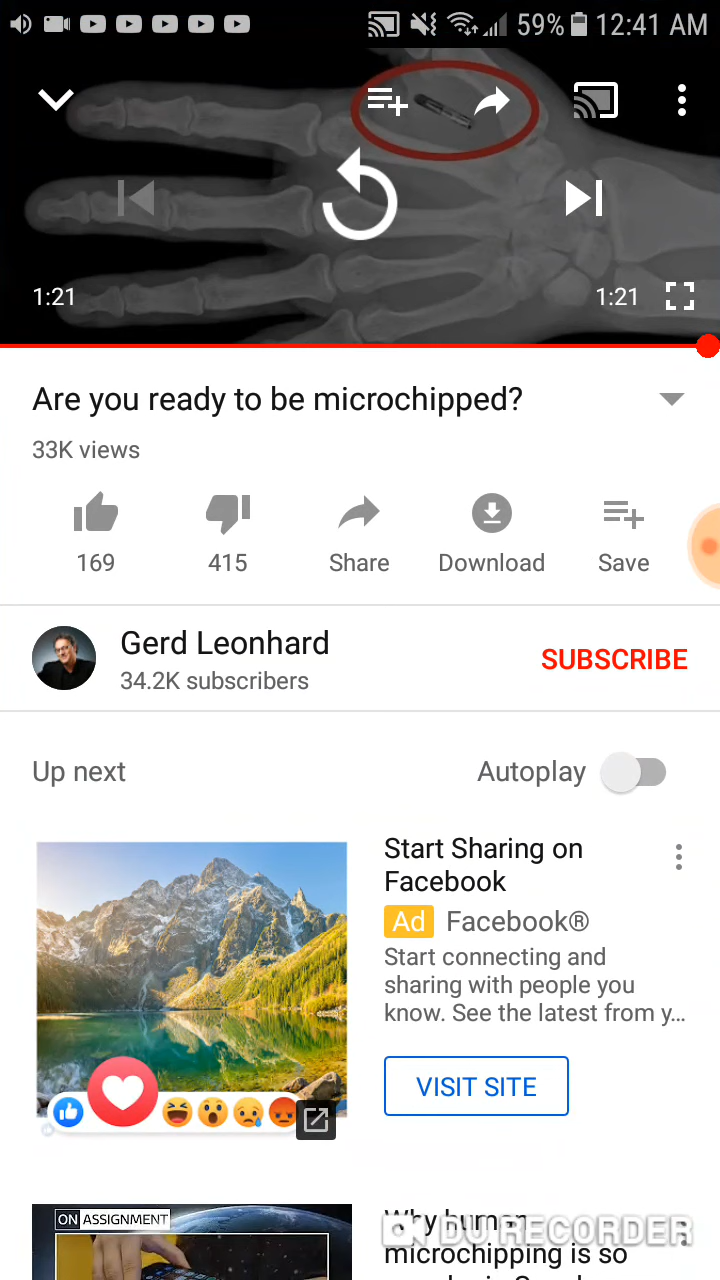 59% 12:41 AM
1:21
1:21
Are you ready to be microchipped?
33K views
169
415
Share
Download
Save
Gerd Leonhard
34.2K subscribers
SUBSCRIBE
Up next
Autoplay
Start Sharing on
Facebook
Ad Facebook®
Start connecting and
sharing with people you
know. See the latest from y...
VISIT SITE
ON ASSIGNMENT
Why human
microchipping is so
DU RECORDER